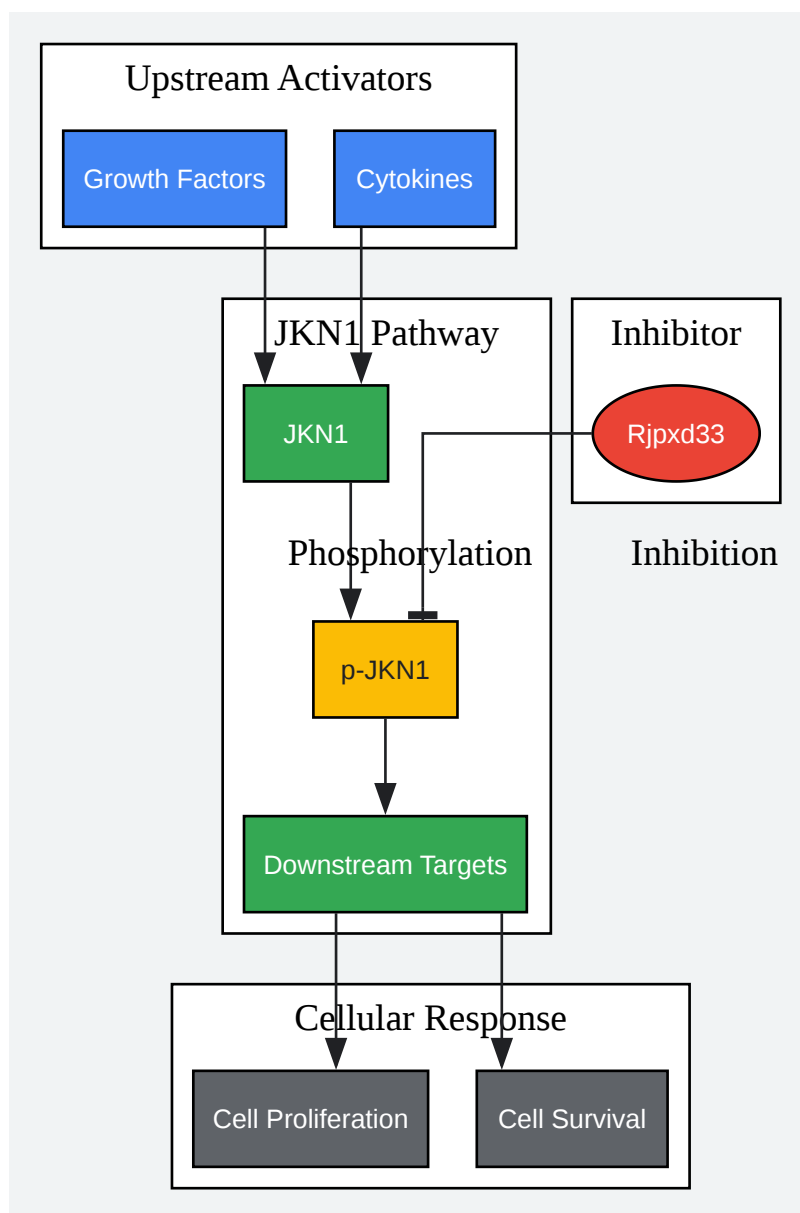 Upstream Activators
Growth Factors
Cytokines
JKN1 Pathway
Inhibitor
JKN1
Rjpxd33
Phosphorylation
Inhibition
p-JKN1
Downstream Targets
Cellular Response
Cell Proliferation
Cell Survival